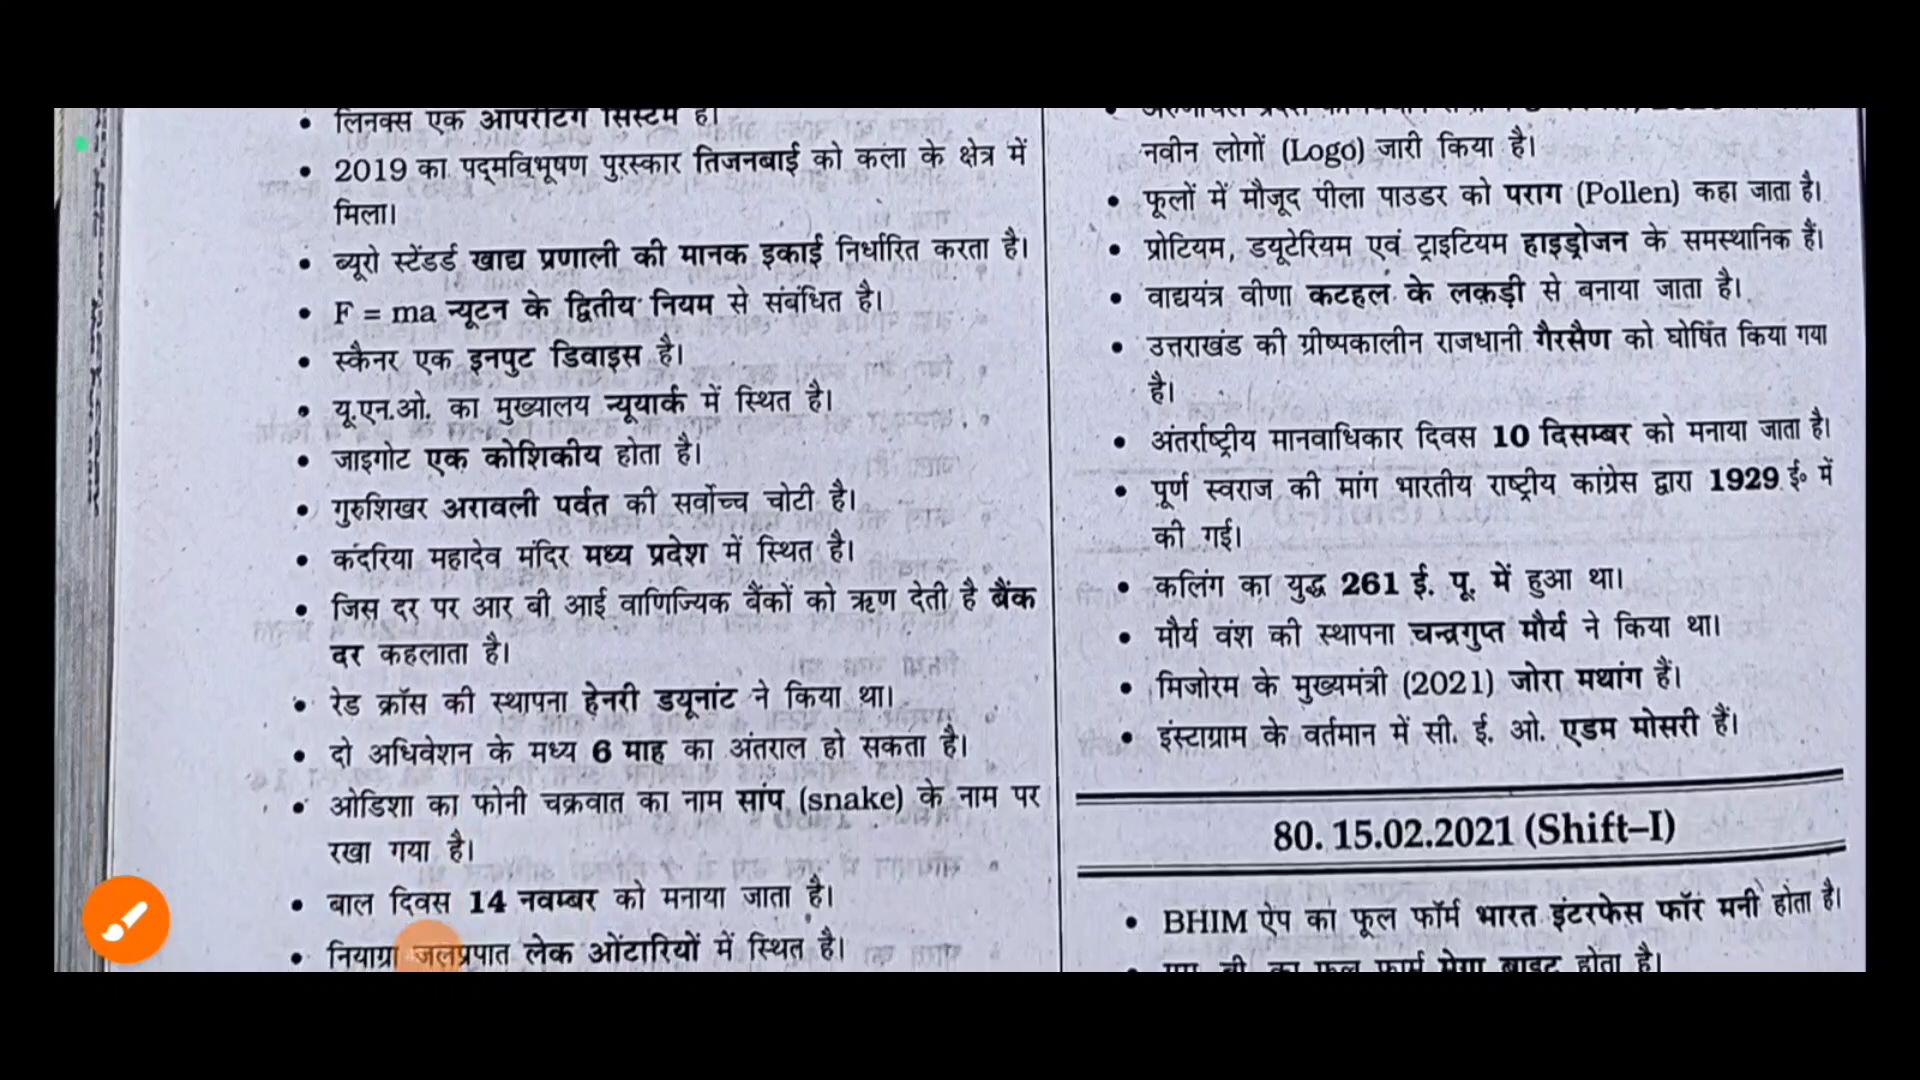 • लिनक्स एक आपरेटिंग सिस्टम है।
• 2019 का पद्मविभूषण पुरस्कार तिजनबाई को कला के क्षेत्र में
मिला।
• ब्यूरो स्टेंडर्ड खाद्य प्रणाली की मानक इकाई निर्धारित करता है।
• F = ma न्यूटन के द्वितीय नियम से संबंधित है।
• स्कैनर एक इनपुट डिवाइस है।
• यू.एन.ओ. का मुख्यालय न्यूयार्क में स्थित है।
• जाइगोट एक कोशिकीय होता है।
• गुरुशिखर अरावली पर्वत की सर्वोच्च चोटी है।
• कंदरिया महादेव मंदिर मध्य प्रदेश में स्थित है।
• जिस दर पर आर बी आई वाणिज्यिक बैंकों को ऋण देती है बैंक
दर कहलाता है।
• रेड क्रॉस की स्थापना हेनरी डयूनांट ने किया था।
• दो अधिवेशन के मध्य 6 माह का अंतराल हो सकता है।
• ओडिशा का फोनी चक्रवात का नाम सांप (snake) के नाम पर
रखा गया है।
• बाल दिवस 14 नवम्बर को मनाया जाता है।
• नियाग्रा जलप्रपात लेक ओंटारियों में स्थित है।
नवीन लोगों (Logo) जारी किया है।
• फूलों में मौजूद पीला पाउडर को पराग (Pollen) कहा जाता है।
• प्रोटियम, डयूटेरियम एवं ट्राइटियम हाइड्रोजन के समस्थानिक हैं।
• वाद्ययंत्र वीणा कटहल के लकड़ी से बनाया जाता है।
• उत्तराखंड की ग्रीष्पकालीन राजधानी गैरसैण को घोषित किया गया
है।
• अंतर्राष्ट्रीय मानवाधिकार दिवस 10 दिसम्बर को मनाया जाता है।
• पूर्ण स्वराज की मांग भारतीय राष्ट्रीय कांग्रेस द्वारा 1929 ई॰ में
की गई।
• कलिंग का युद्ध 261 ई. पू. में हुआ था।
• मौर्य वंश की स्थापना चन्द्रगुप्त मौर्य ने किया था।
• मिजोरम के मुख्यमंत्री (2021) जोरा मथांग हैं।
• इंस्टाग्राम के वर्तमान में सी. ई. ओ. एडम मोसरी हैं।
80. 15.02.2021 (Shift–I)
• BHIM ऐप का फूल फॉर्म भारत इंटरफेस फॉर मनी होता है।
• एम. बी. का फुल फार्म मेगा बाइट होता है।